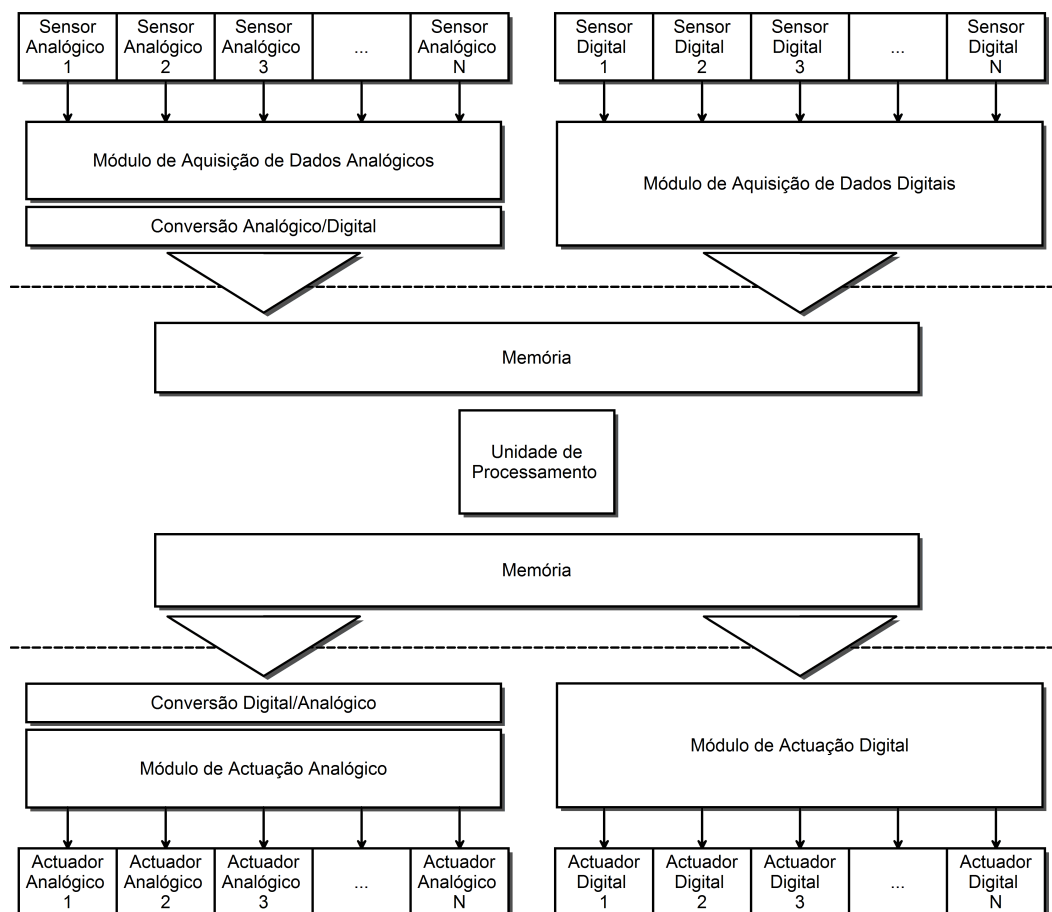 Sensor
Analógico
1
Sensor
Analógico
2
Sensor
Analógico
3
...
Sensor
Analógico
N
Sensor
Digital
1
Sensor
Digital
2
Sensor
Digital
3
...
Sensor
Digital
N
Módulo de Aquisição de Dados Analógicos
Conversão Analógico/Digital
Módulo de Aquisição de Dados Digitais
Memória
Unidade de
Processamento
Memória
Conversão Digital/Analógico
Módulo de Actuação Analógico
Módulo de Actuação Digital
Actuador
Analógico
1
Actuador
Analógico
2
Actuador
Analógico
3
...
Actuador
Analógico
N
Actuador
Digital
1
Actuador
Digital
2
Actuador
Digital
3
...
Actuador
Digital
N